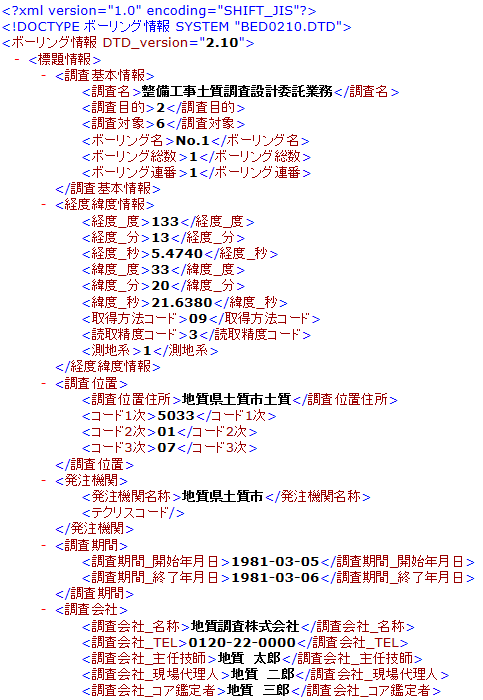 <?xml version="1.0" encoding="SHIFT_JIS"?>
<!DOCTYPE ボーリング情報 SYSTEM "BED0210.DTD">
<ボーリング情報 DTD_version="2.10">
- <標題情報>
- <調査基本情報>
<調査名>整備工事土質調査設計委託業務</調査名>
<調査目的>2</調査目的>
<調査対象>6</調査対象>
<ボーリング名>No.1</ボーリング名>
<ボーリング総数>1</ボーリング総数>
<ボーリング連番>1</ボーリング連番>
</調査基本情報>
- <経度緯度情報>
<経度_度>133</経度_度>
<経度_分>13</経度_分>
<経度_秒>5.4740</経度_秒>
<緯度_度>33</緯度_度>
<緯度_分>20</緯度_分>
<緯度_秒>21.6380</緯度_秒>
<取得方法コード>09</取得方法コード>
<読取精度コード>3</読取精度コード>
<測地系>1</測地系>
</経度緯度情報>
- <調査位置>
<調査位置住所>地質県土質市土質</調査位置住所>
<コード1次>5033</コード1次>
<コード2次>01</コード2次>
<コード3次>07</コード3次>
</調査位置>
- <発注機関>
<発注機関名称>地質県土質市</発注機関名称>
<テクリスコード/>
</発注機関>
- <調査期間>
<調査期間_開始年月日>1981-03-05</調査期間_開始年月日>
<調査期間_終了年月日>1981-03-06</調査期間_終了年月日>
</調査期間>
- <調査会社>
<調査会社_名称>地質調査株式会社</調査会社_名称>
<調査会社_TEL>0120-22-0000</調査会社_TEL>
<調査会社_主任技師>地質 太郎</調査会社_主任技師>
<調査会社_現場代理人>地質 二郎</調査会社_現場代理人>
<調査会社_コア鑑定者>地質 三郎</調査会社_コア鑑定者>